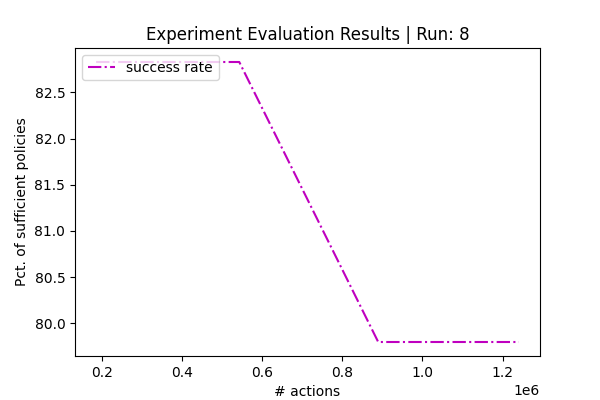 Experiment Evaluation Results | Run: 8
success rate
Pct. of sufficient policies
82.5
82.0
81.5
81.0
80.5
80.0
0.2 0.4 0.6 0.8 1.0 1.2
1e6
# actions